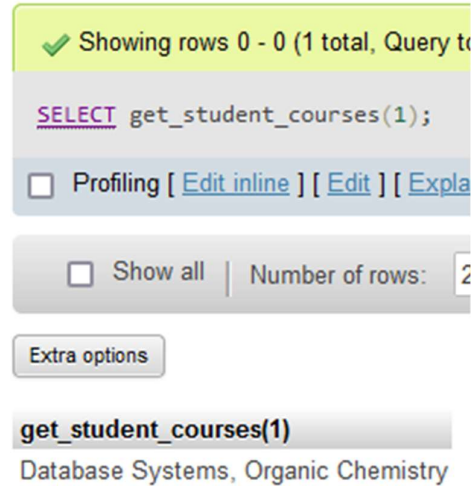 Showing rows 0 - 0 (1 total, Query
SELECT get_student_courses(1);
Profiling [ Edit inline ] [ Edit ] [
Show all | Number of rows:
Extra options
get_student_courses(1)
Database Systems, Organic Chemistry